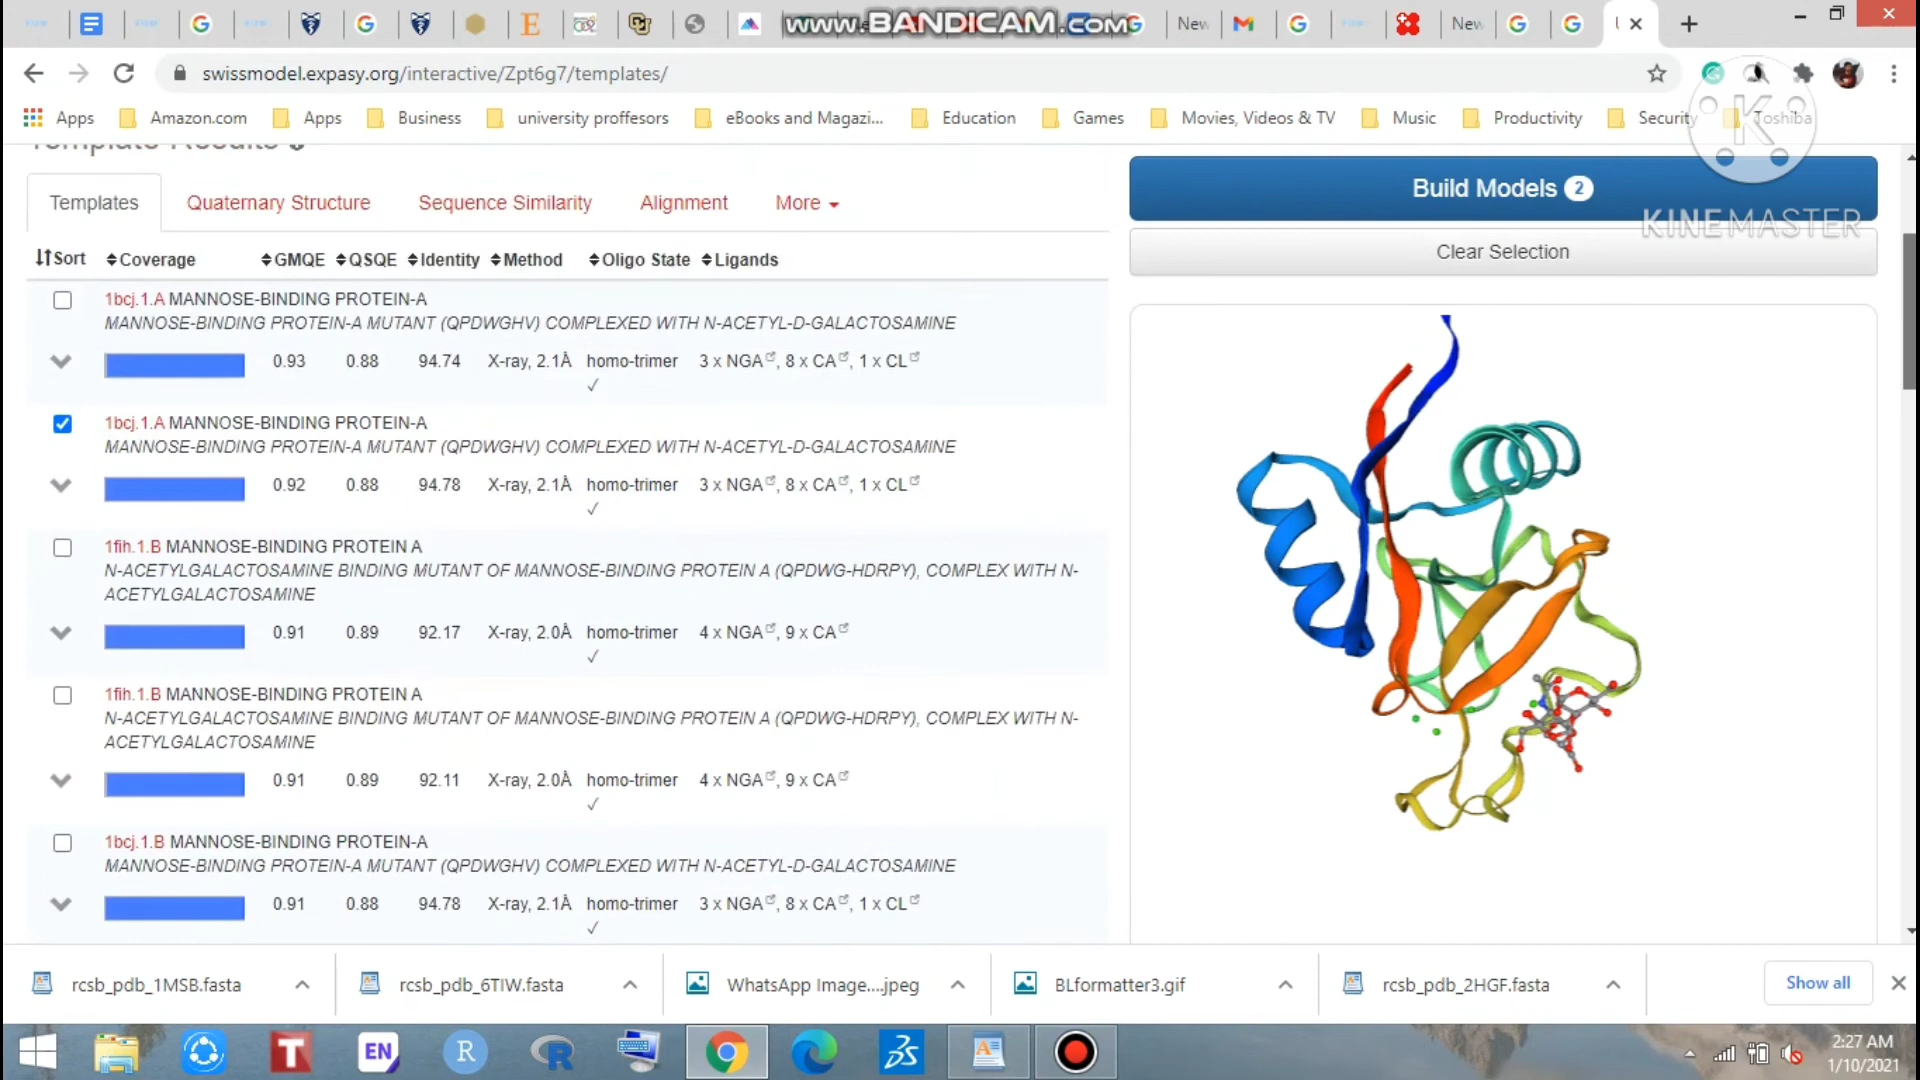 www.BANDICAM.com
New
New
swissmodel.expasy.org/interactive/Zpt6g7/templates/
Apps
Amazon.com
Apps
Business
university proffesors
eBooks and Magazi...
Education
Games
Movies, Videos & TV
Music
Productivity
Security
Toshiba
K
KINEMASTER
Template Results
Templates
Quaternary Structure
Sequence Similarity
Alignment
More
Build Models 2
Clear Selection
Sort Coverage GMQE QSQE Identity Method Oligo State Ligands
1bcj.1.A MANNOSE-BINDING PROTEIN-A
MANNOSE-BINDING PROTEIN-A MUTANT (QPDWGHV) COMPLEXED WITH N-ACETYL-D-GALACTOSAMINE
0.93 0.88 94.74 X-ray, 2.1Å homo-trimer 3 x NGA, 8 x CA, 1 x CL
✓
1bcj.1.A MANNOSE-BINDING PROTEIN-A
MANNOSE-BINDING PROTEIN-A MUTANT (QPDWGHV) COMPLEXED WITH N-ACETYL-D-GALACTOSAMINE
0.92 0.88 94.78 X-ray, 2.1Å homo-trimer 3 x NGA, 8 x CA, 1 x CL
✓
1fih.1.B MANNOSE-BINDING PROTEIN A
N-ACETYLGALACTOSAMINE BINDING MUTANT OF MANNOSE-BINDING PROTEIN A (QPDWG-HDRPY), COMPLEX WITH N-
ACETYLGALACTOSAMINE
0.91 0.89 92.17 X-ray, 2.0Å homo-trimer 4 x NGA, 9 x CA
✓
1fih.1.B MANNOSE-BINDING PROTEIN A
N-ACETYLGALACTOSAMINE BINDING MUTANT OF MANNOSE-BINDING PROTEIN A (QPDWG-HDRPY), COMPLEX WITH N-
ACETYLGALACTOSAMINE
0.91 0.89 92.11 X-ray, 2.0Å homo-trimer 4 x NGA, 9 x CA
✓
1bcj.1.B MANNOSE-BINDING PROTEIN-A
MANNOSE-BINDING PROTEIN-A MUTANT (QPDWGHV) COMPLEXED WITH N-ACETYL-D-GALACTOSAMINE
0.91 0.88 94.78 X-ray, 2.1Å homo-trimer 3 x NGA, 8 x CA, 1 x CL
✓
rcsb_pdb_1MSB.fasta
rcsb_pdb_6TIW.fasta
WhatsApp Image....jpeg
BLformatter3.gif
rcsb_pdb_2HGF.fasta
Show all
EN
2:27 AM
1/10/2021